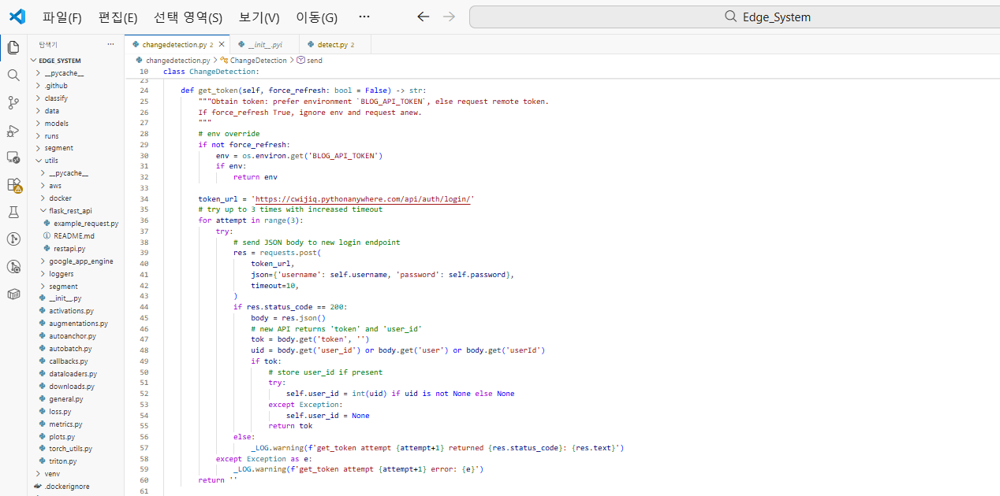 파일(F) 편집(E) 선택 영역(S) 보기(V) 이동(G) ··· Edge_System
탐색기 ···
EDGE SYSTEM
__pycache__
.github
classify
data
models
runs
segment
utils
__pycache__
aws
docker
flask_rest_api
example_request.py
README.md
restapi.py
google_app_engine
loggers
segment
__init__.py
activations.py
augmentations.py
autoanchor.py
autobatch.py
callbacks.py
dataloaders.py
downloads.py
general.py
loss.py
metrics.py
plots.py
torch_utils.py
triton.py
venv
.dockerignore
changedetection.py 2 __init__.pyi detect.py 2
changedetection.py > ChangeDetection > send
10 class ChangeDetection:
23
24 def get_token(self, force_refresh: bool = False) -> str:
25 """Obtain token: prefer environment `BLOG_API_TOKEN`, else request remote token.
26 If force_refresh True, ignore env and request anew.
27 """
28 # env override
29 if not force_refresh:
30 env = os.environ.get('BLOG_API_TOKEN')
31 if env:
32 return env
33
34 token_url = 'https://cwijiq.pythonanywhere.com/api/auth/login/'
35 # try up to 3 times with increased timeout
36 for attempt in range(3):
37 try:
38 # send JSON body to new login endpoint
39 res = requests.post(
40 token_url,
41 json={'username': self.username, 'password': self.password},
42 timeout=10,
43 )
44 if res.status_code == 200:
45 body = res.json()
46 # new API returns 'token' and 'user_id'
47 tok = body.get('token', '')
48 uid = body.get('user_id') or body.get('user') or body.get('userId')
49 if tok:
50 # store user_id if present
51 try:
52 self.user_id = int(uid) if uid is not None else None
53 except Exception:
54 self.user_id = None
55 return tok
56 else:
57 _LOG.warning(f'get_token attempt {attempt+1} returned {res.status_code}: {res.text}')
58 except Exception as e:
59 _LOG.warning(f'get_token attempt {attempt+1} error: {e}')
60 return ''
61